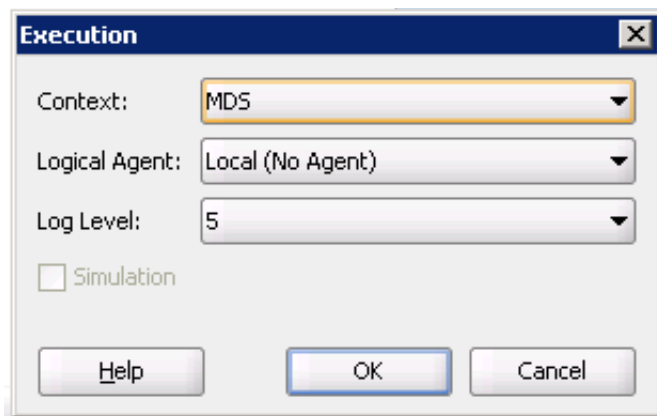 Execution
Context: MDS
Logical Agent: Local (No Agent)
Log Level: 5
Simulation
Help OK Cancel